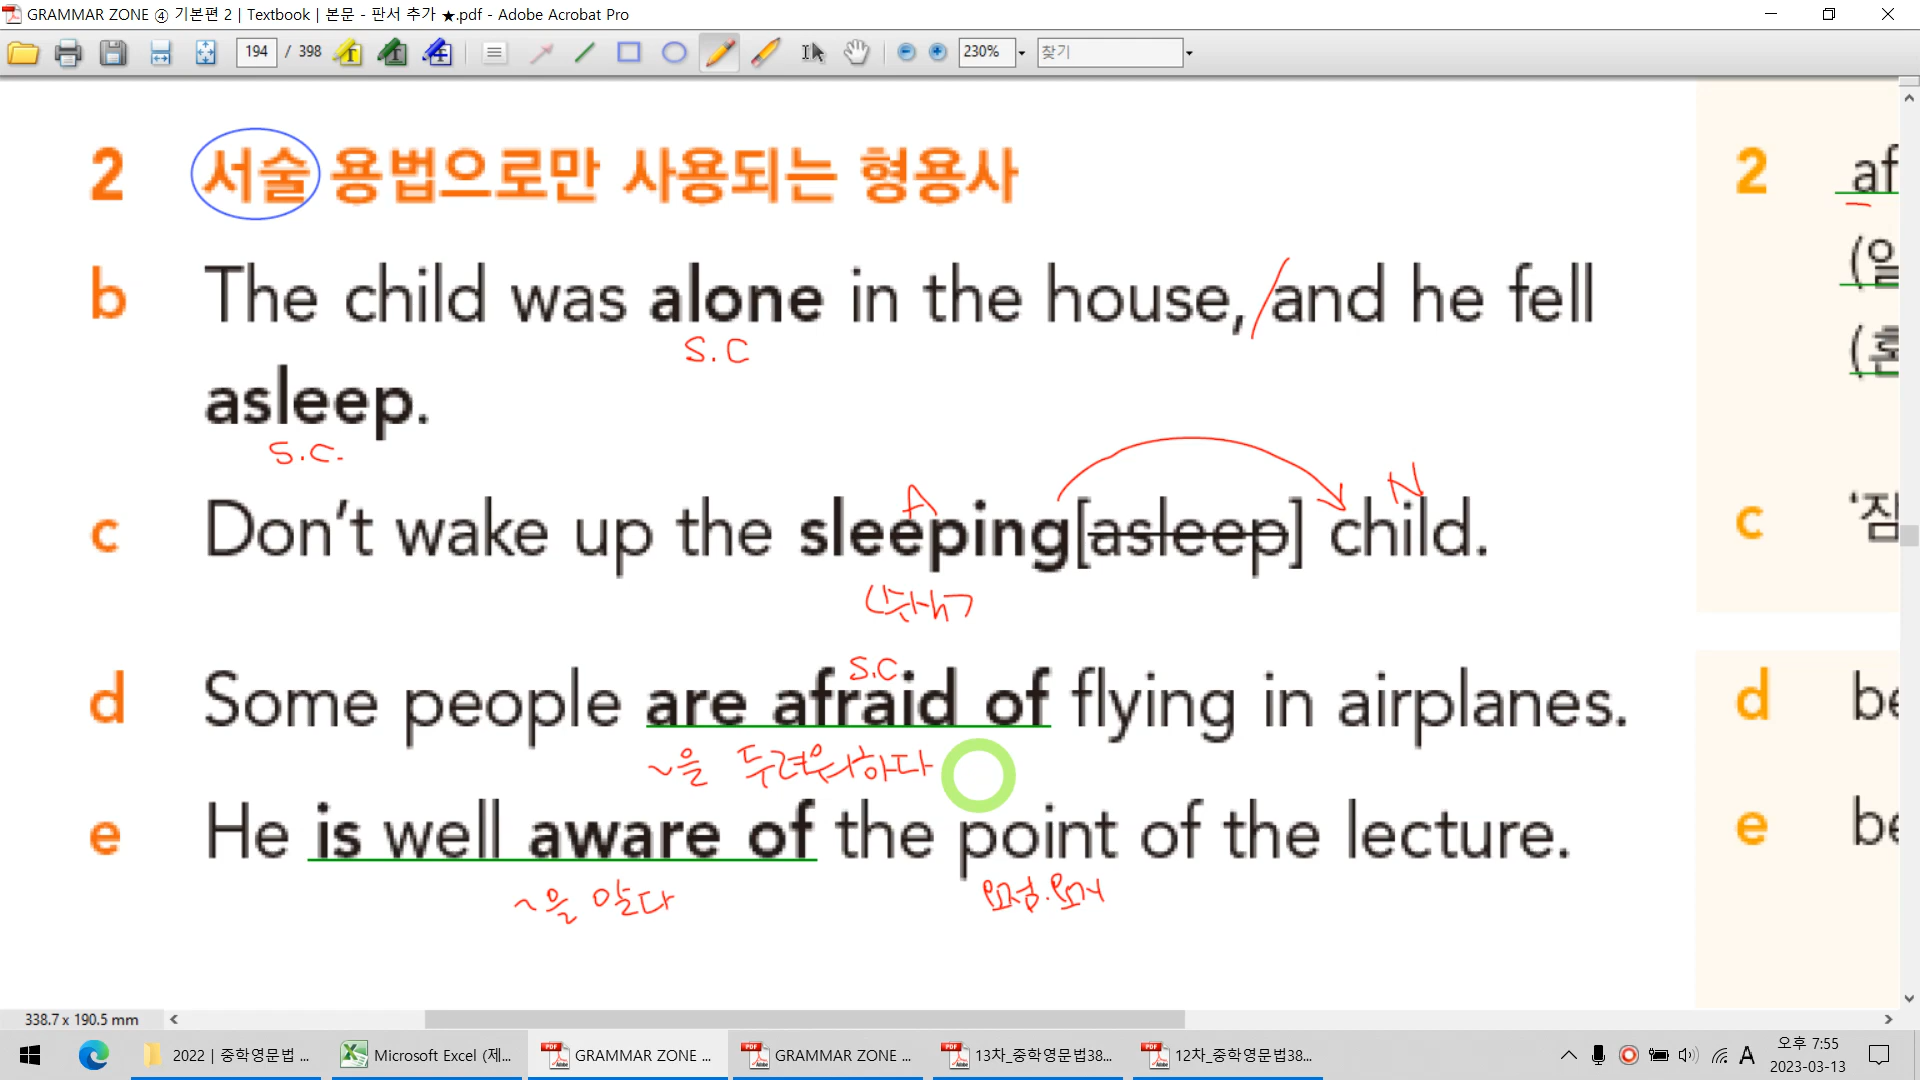 GRAMMAR ZONE ④ 기본편 2 | Textbook | 본문 - 판서 추가 ★.pdf - Adobe Acrobat Pro
194 / 398 230% 찾기
2 서술 용법으로만 사용되는 형용사
2 af
b The child was alone in the house, and he fell
(일
S.C
(혼
asleep.
S.C.
A N
c Don't wake up the sleeping[asleep] child.
c '잠
S.C
d Some people are afraid of flying in airplanes.
d be
~을 두려워하다
e He is well aware of the point of the lecture.
e be
~을 알다 요점.요지
338.7 x 190.5 mm
2022 | 중학영문법 ... Microsoft Excel (제... GRAMMAR ZONE ... GRAMMAR ZONE ... 13차_중학영문법38... 12차_중학영문법38... A 오후 7:55
2023-03-13